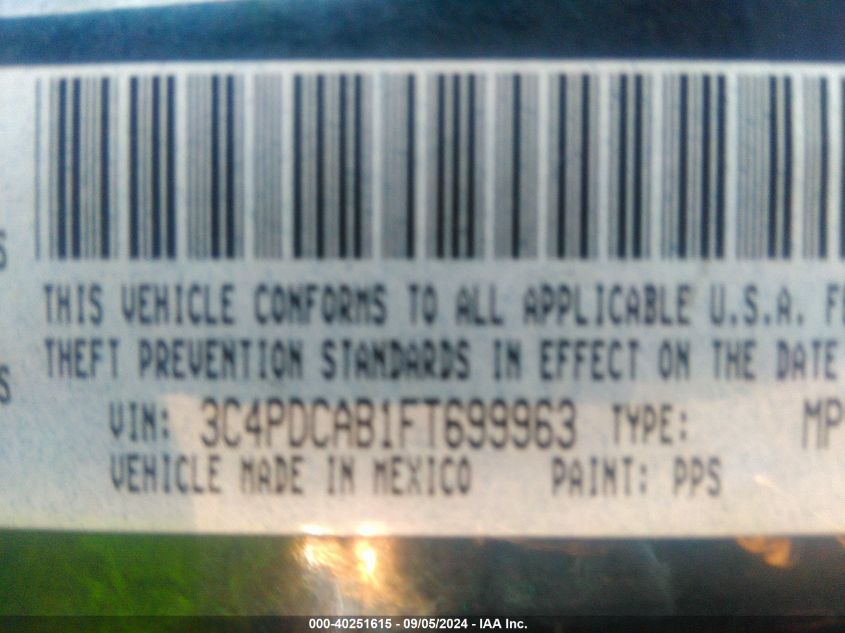 THIS VEHICLE CONFORMS TO ALL APPLICABLE U.S.A.
THEFT PREVENTION STANDARDS IN EFFECT ON THE DATE
VIN: 3C4PDCAB1FT699963 TYPE: MP
VEHICLE MADE IN MEXICO PAINT: PPS
000-40251615 - 09/05/2024 - IAA Inc.